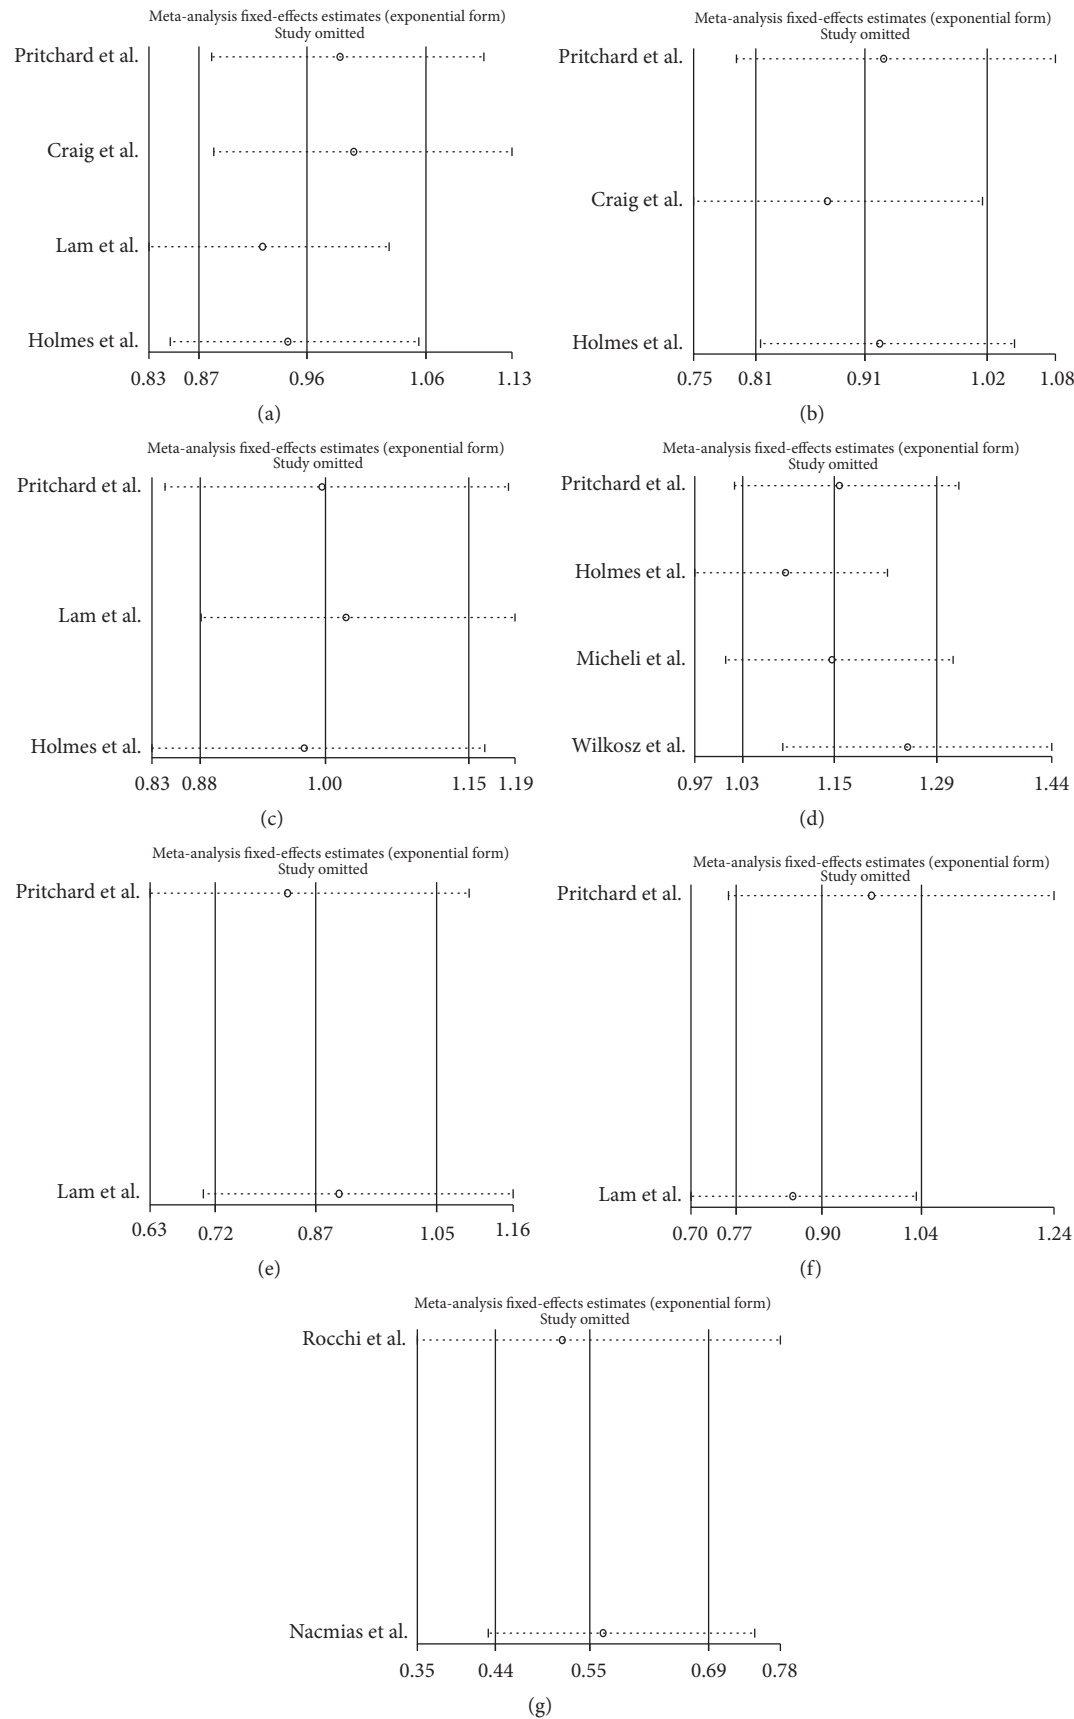 Meta-analysis fixed-effects estimates (exponential form)
Study omitted
Pritchard et al.
Craig et al.
Lam et al.
Holmes et al.
0.83 0.87 0.96 1.06 1.13
(a)
Meta-analysis fixed-effects estimates (exponential form)
Study omitted
Pritchard et al.
Craig et al.
Holmes et al.
0.75 0.81 0.91 1.02 1.08
(b)
Meta-analysis fixed-effects estimates (exponential form)
Study omitted
Pritchard et al.
Lam et al.
Holmes et al.
0.83 0.88 1.00 1.15 1.19
(c)
Meta-analysis fixed-effects estimates (exponential form)
Study omitted
Pritchard et al.
Holmes et al.
Micheli et al.
Wilkosz et al.
0.97 1.03 1.15 1.29 1.44
(d)
Meta-analysis fixed-effects estimates (exponential form)
Study omitted
Pritchard et al.
Lam et al.
0.63 0.72 0.87 1.05 1.16
(e)
Meta-analysis fixed-effects estimates (exponential form)
Study omitted
Pritchard et al.
Lam et al.
0.70 0.77 0.90 1.04 1.24
(f)
Meta-analysis fixed-effects estimates (exponential form)
Study omitted
Rocchi et al.
Nacmias et al.
0.35 0.44 0.55 0.69 0.78
(g)